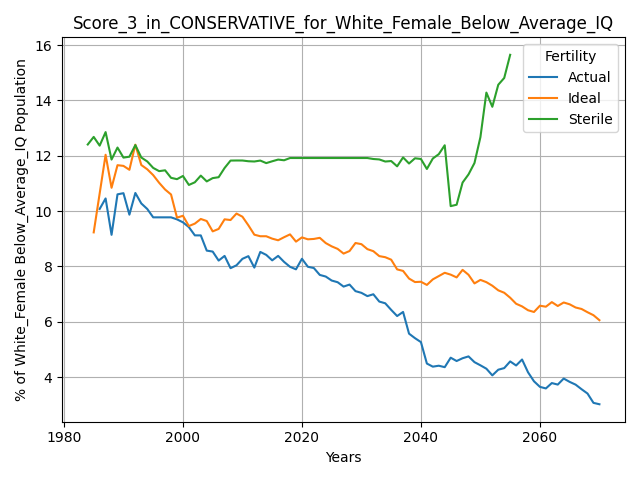 Score_3_in_CONSERVATIVE_for_White_Female_Below_Average_IQ
% of White_Female Below_Average_IQ Population
16
14
12
10
8
6
4
Fertility
Actual
Ideal
Sterile
1980
2000
2020
2040
2060
Years